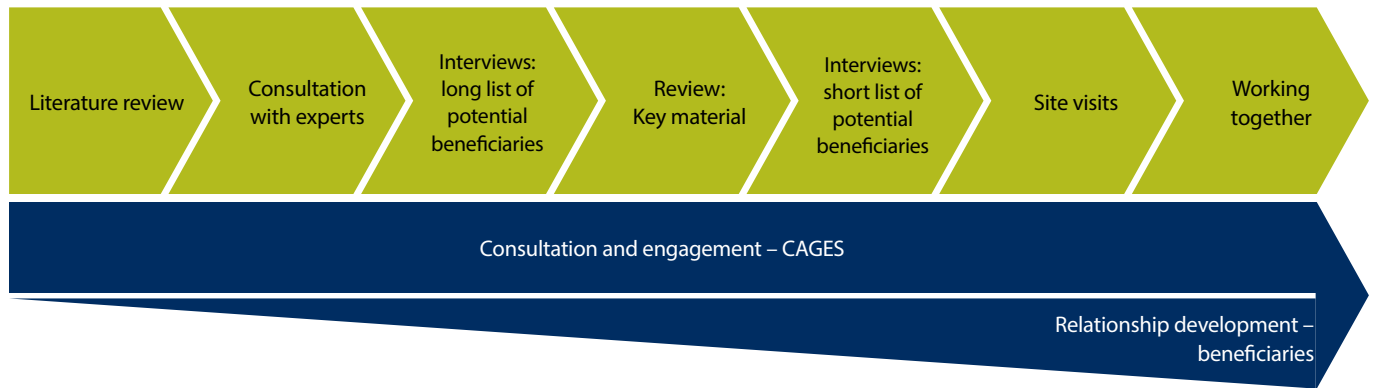 Literature review
Consultation
with experts
Interviews:
long list of
potential
beneficiaries
Review:
Key material
Interviews:
short list of
potential
beneficiaries
Site visits
Working
together
Consultation and engagement – CAGES
Relationship development –
beneficiaries